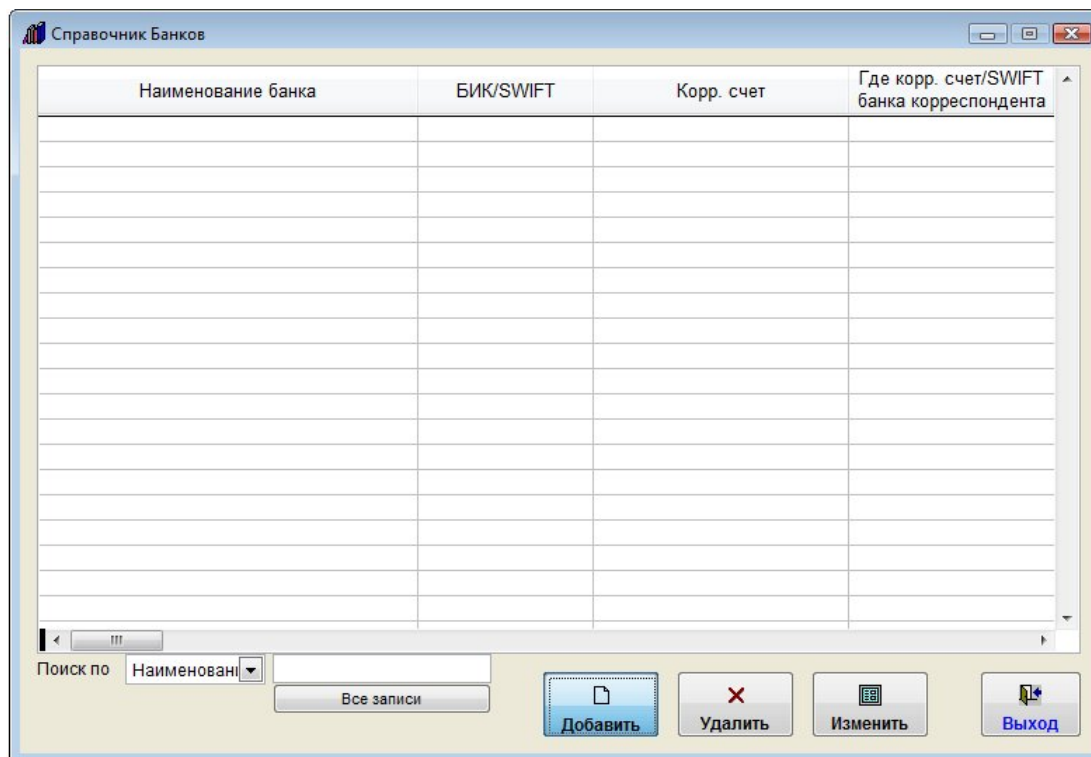 Справочник Банков
Наименование банка БИК/SWIFT Корр. счет Где корр. счет/SWIFT
банка корреспондента
Поиск по Наименовані
Все записи
Добавить Удалить Изменить Выход